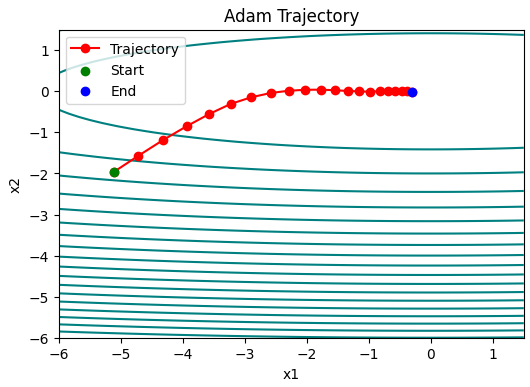 Adam Trajectory
Trajectory
Start
End
x2
1
0
−1
−2
−3
−4
−5
−6
−6 −5 −4 −3 −2 −1 0 1
x1